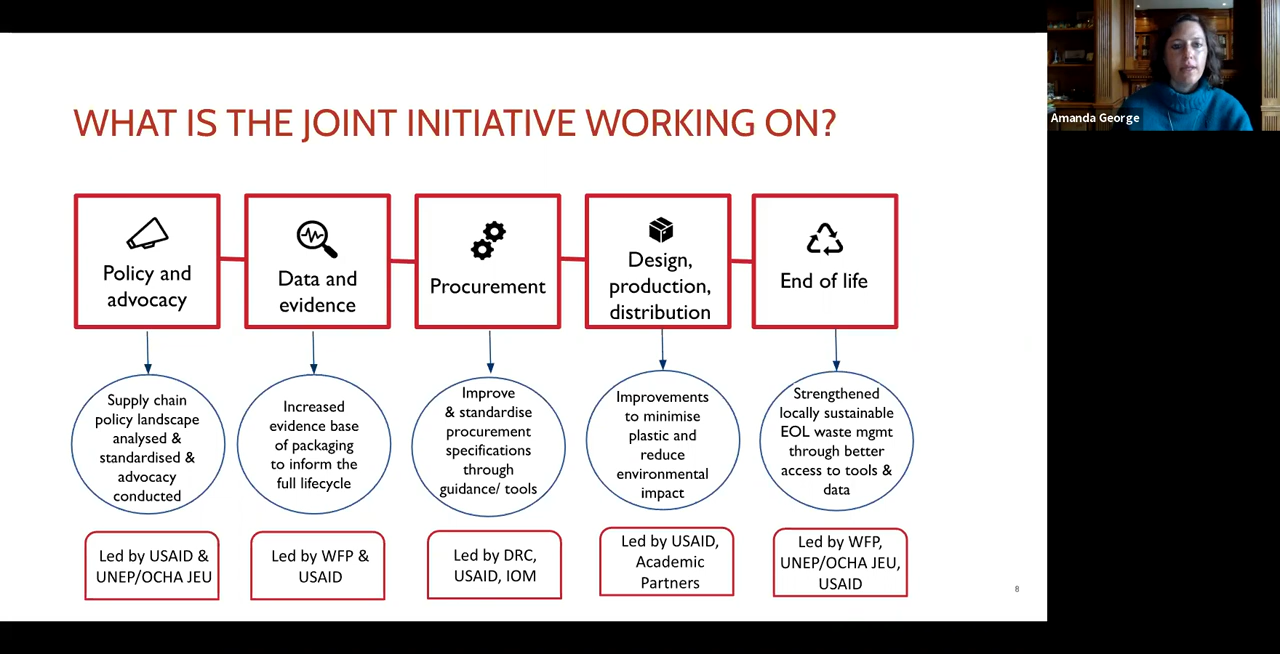 WHAT IS THE JOINT INITIATIVE WORKING ON?
Amanda George
Policy and
advocacy
Data and
evidence
Procurement
Design,
production,
distribution
End of life
Supply chain
policy landscape
analysed &
standardised &
advocacy
conducted
Increased
evidence base
of packaging
to inform the
full lifecycle
Improve
& standardise
procurement
specifications
through
guidance/ tools
Improvements
to minimise
plastic and
reduce
environmental
impact
Strengthened
locally sustainable
EOL waste mgmt
through better
access to tools &
data
Led by USAID &
UNEP/OCHA JEU
Led by WFP &
USAID
Led by DRC,
USAID, IOM
Led by USAID,
Academic
Partners
Led by WFP,
UNEP/OCHA JEU,
USAID
8